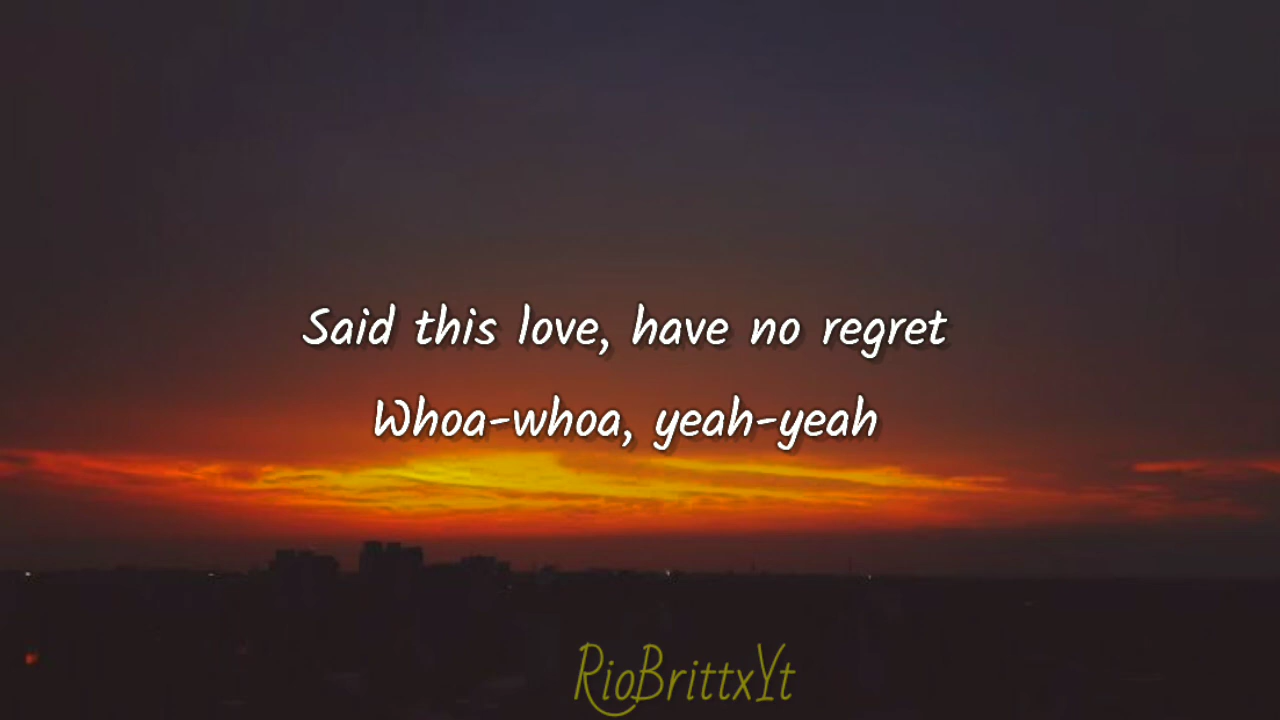 Said this love, have no regret
Whoa-whoa, yeah-yeah
RioBrittxYt